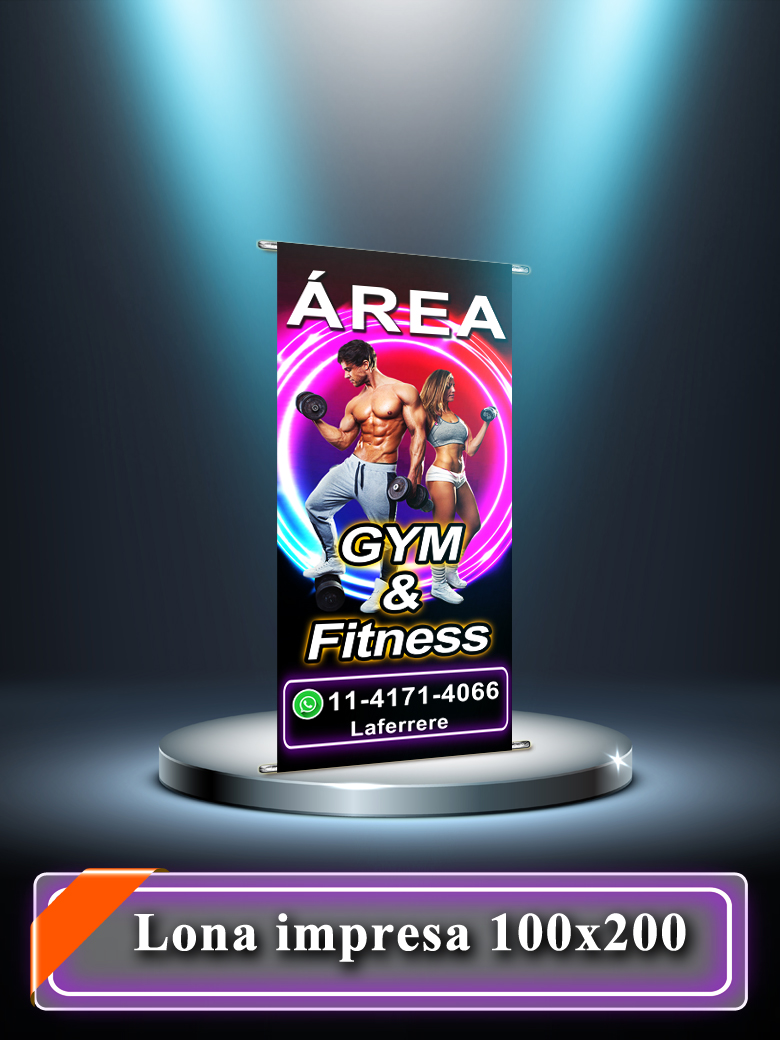 ÁREA
GYM
&
Fitness
11-4171-4066
Laferrere
Lona impresa 100x200